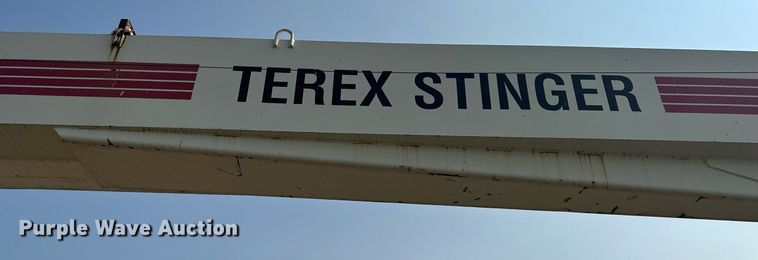 TEREX STINGER
Purple Wave Auction